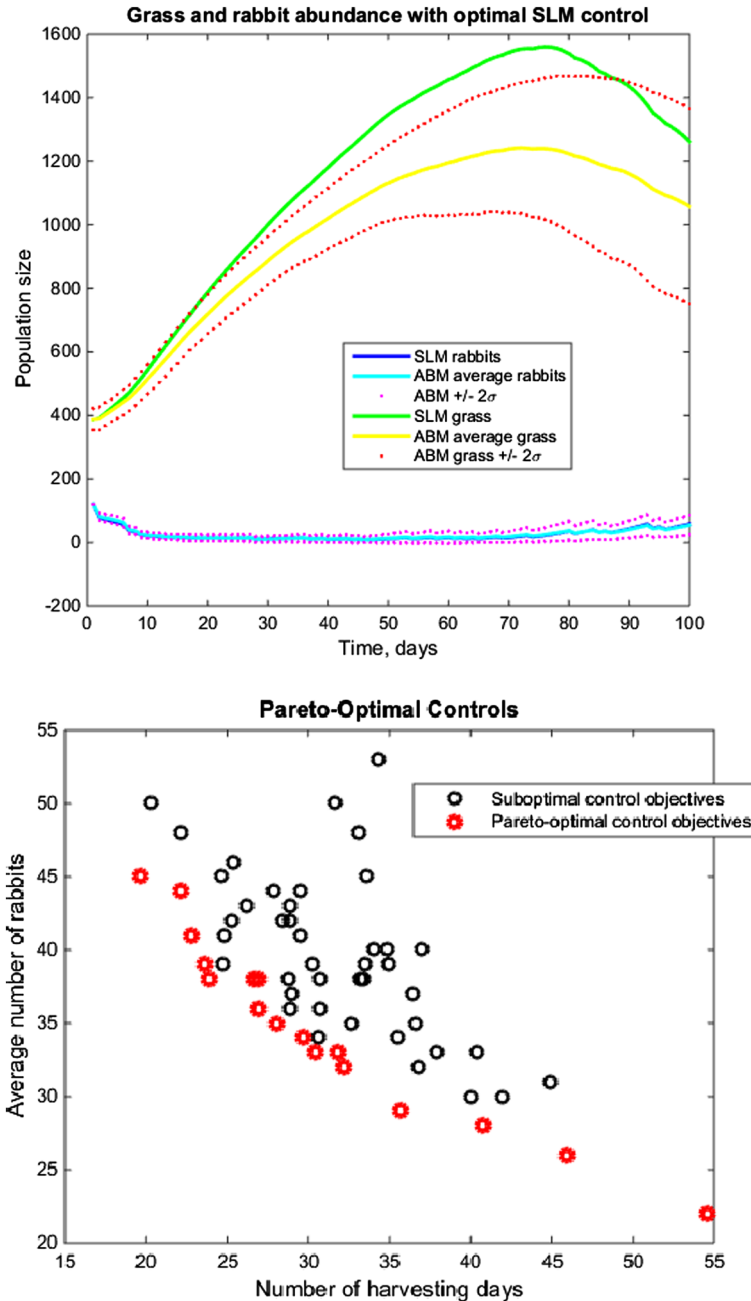 Grass and rabbit abundance with optimal SLM control
1600
1400
1200
1000
800
600
400
200
0
-200
Population size
SLM rabbits
ABM average rabbits
ABM +/- 2σ
SLM grass
ABM average grass
ABM grass +/- 2σ
0 10 20 30 40 50 60 70 80 90 100
Time, days
Pareto-Optimal Controls
55
50
45
40
35
30
25
20
Average number of rabbits
Suboptimal control objectives
Pareto-optimal control objectives
15 20 25 30 35 40 45 50 55
Number of harvesting days